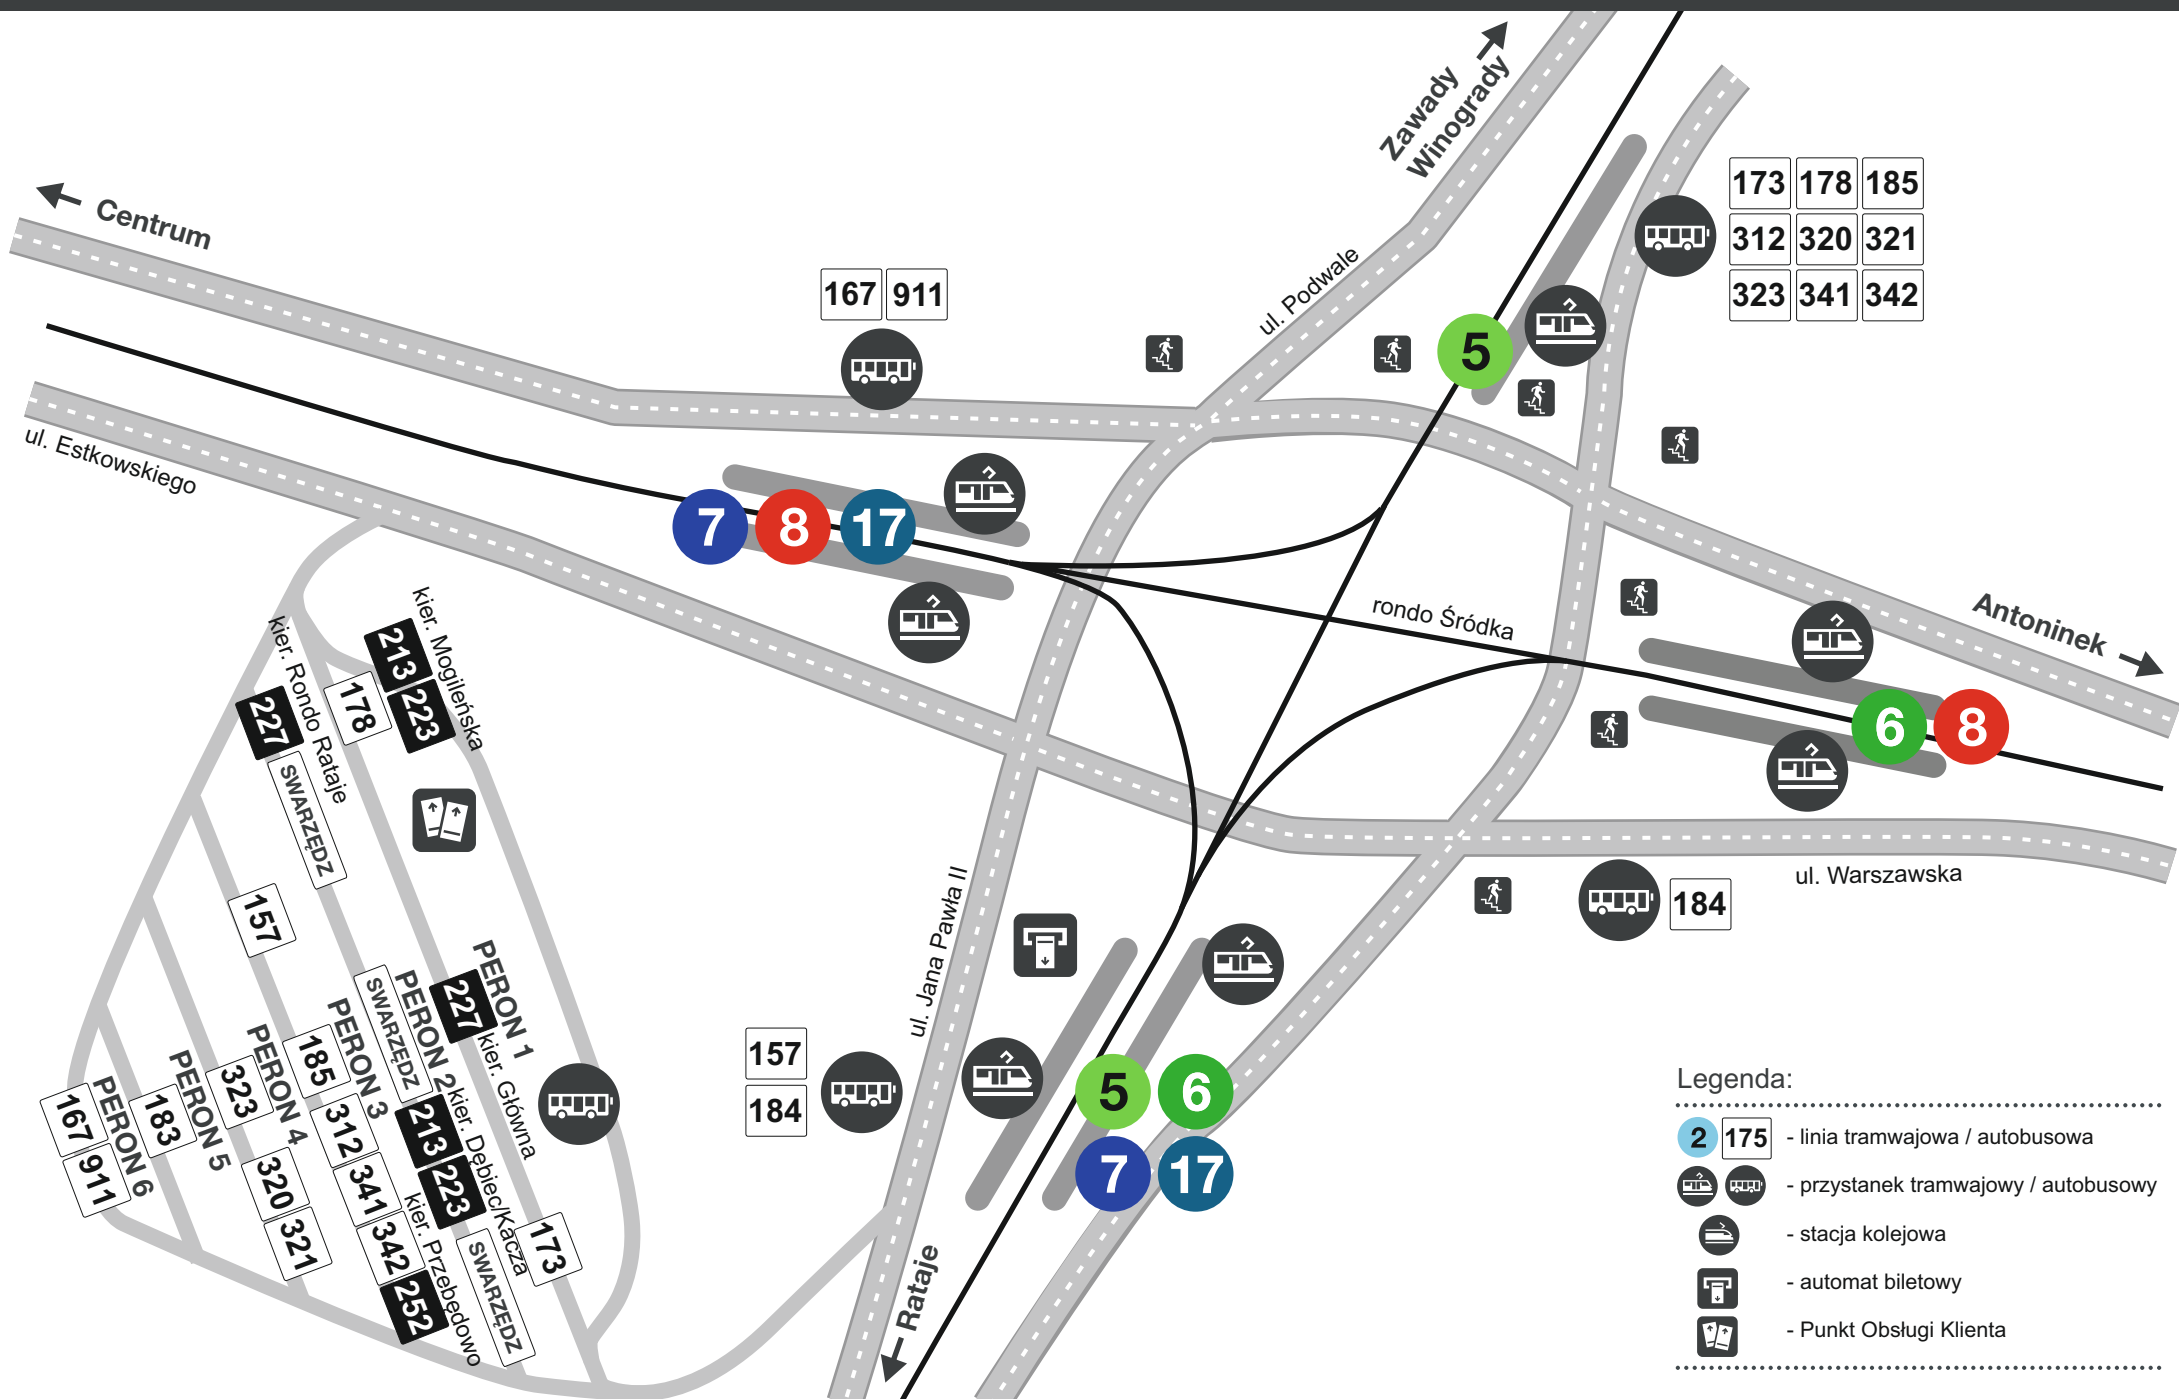 Zawady
Winogrady
Centrum
173 178 185
312 320 321
323 341 342
167 911
ul. Podwale
5
ul. Estkowskiego
7 8 17
rondo Śródka
Antoninek
6 8
kier. Mogileńska
213 223
178
kier. Rondo Rataje
227
SWARZĘDZ
157
ul. Warszawska
184
ul. Jana Pawła II
PERON 1
227 kier. Główna
173
PERON 2
SWARZĘDZ
kier. Dębiec/Kacza
213 223
SWARZĘDZ
PERON 3
185
312
341
342
252
kier. Przebędowo
PERON 4
323
320
321
PERON 5
183
PERON 6
167
911
157
184
5 6
7 17
Rataje
Legenda:
2 175 - linia tramwajowa / autobusowa
- przystanek tramwajowy / autobusowy
- stacja kolejowa
- automat biletowy
- Punkt Obsługi Klienta